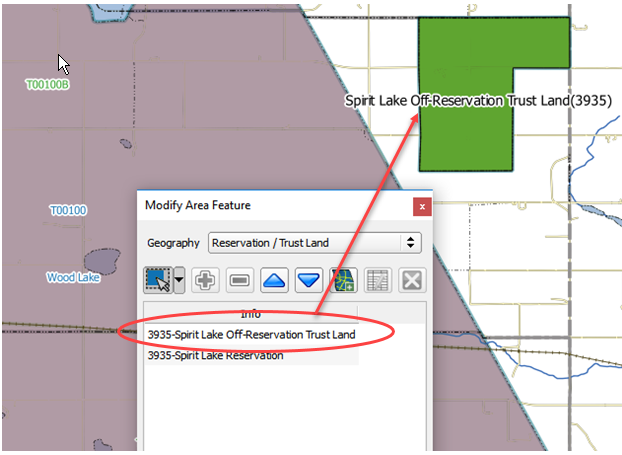 T00100B
Spirit Lake Off-Reservation Trust Land(3935)
T00100
Wood Lake
Modify Area Feature
x
Geography Reservation / Trust Land
Info
3935-Spirit Lake Off-Reservation Trust Land
3935-Spirit Lake Reservation